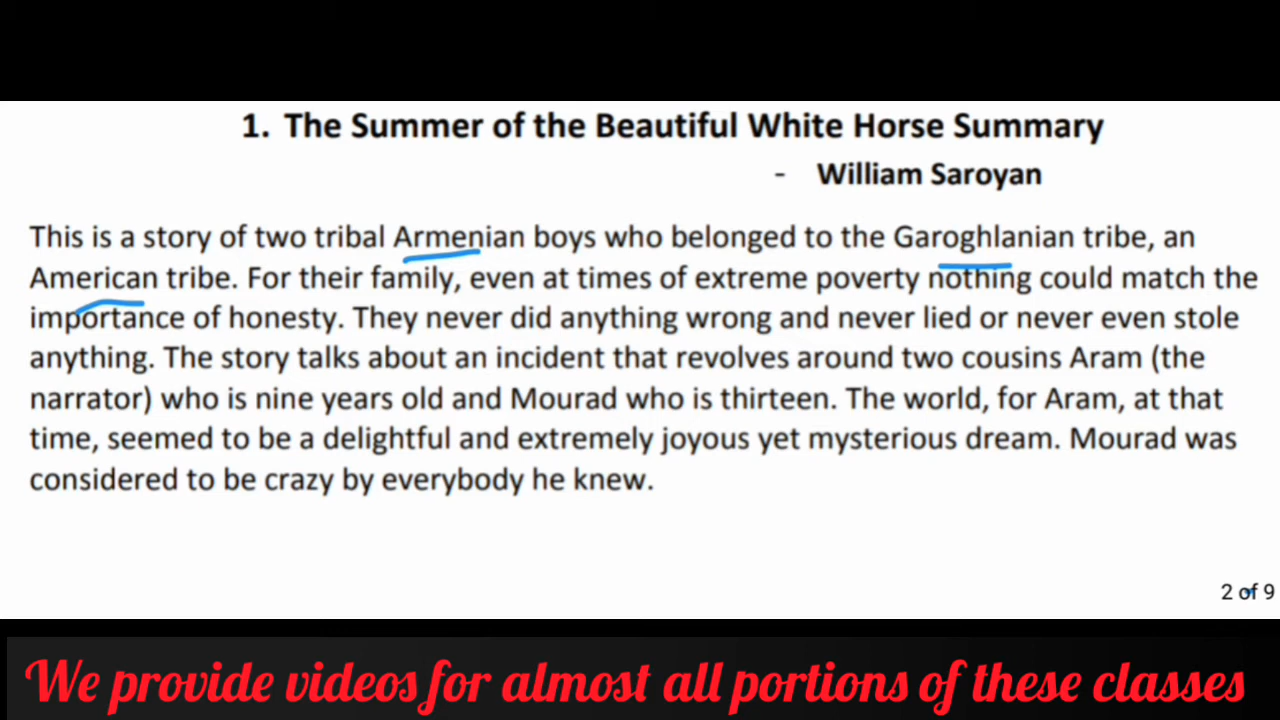 1. The Summer of the Beautiful White Horse Summary
- William Saroyan
This is a story of two tribal Armenian boys who belonged to the Garoghlanian tribe, an
American tribe. For their family, even at times of extreme poverty nothing could match the
importance of honesty. They never did anything wrong and never lied or never even stole
anything. The story talks about an incident that revolves around two cousins Aram (the
narrator) who is nine years old and Mourad who is thirteen. The world, for Aram, at that
time, seemed to be a delightful and extremely joyous yet mysterious dream. Mourad was
considered to be crazy by everybody he knew.
2 of 9
We provide videos for almost all portions of these classes